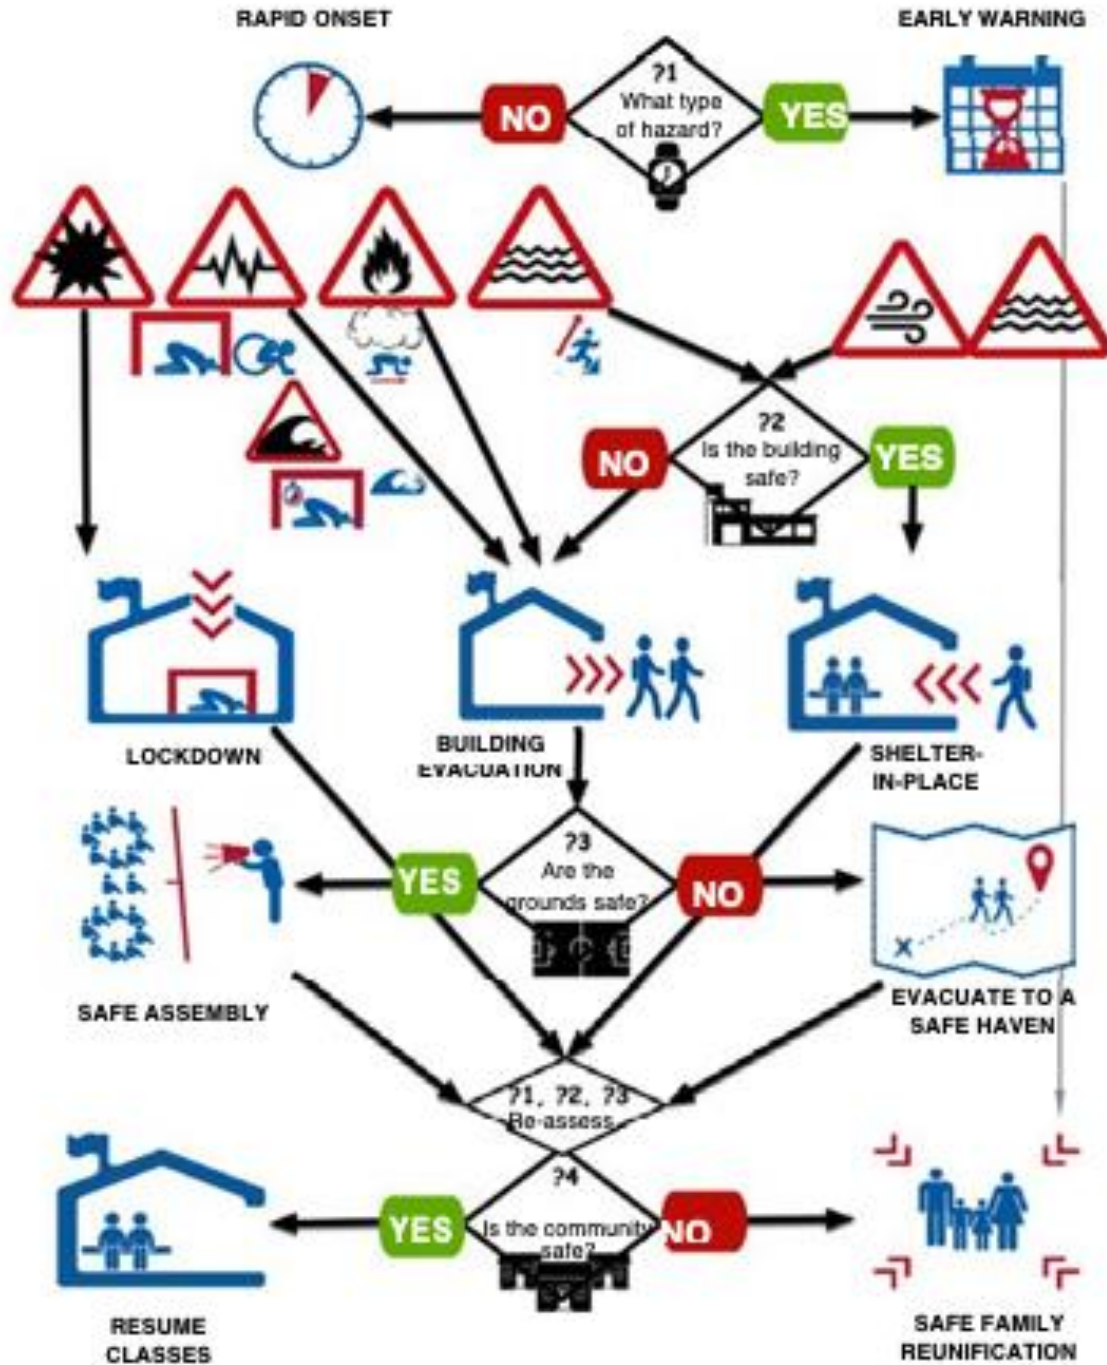 RAPID ONSET
EARLY WARNING
?1
What type
of hazard?
NO
YES
?2
Is the building
safe?
NO
YES
LOCKDOWN
BUILDING
EVACUATION
SHELTER-
IN-PLACE
?3
Are the
grounds safe?
YES
NO
SAFE ASSEMBLY
EVACUATE TO A
SAFE HAVEN
?1, ?2, ?3
Re-assess
?4
Is the community
safe?
YES
NO
RESUME
CLASSES
SAFE FAMILY
REUNIFICATION